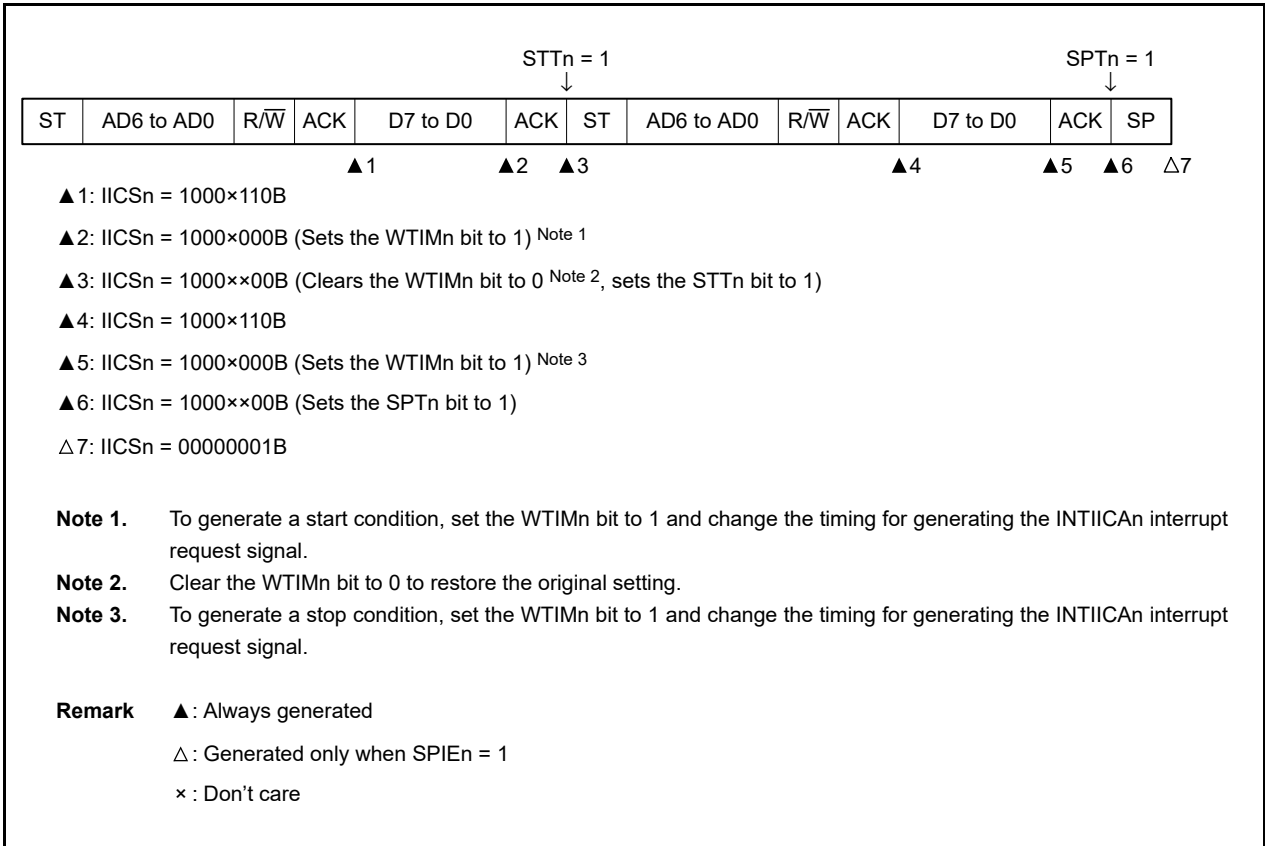 STTn = 1 SPTn = 1
↓ ↓
ST AD6 to AD0 R/W̅ ACK D7 to D0 ACK ST AD6 to AD0 R/W̅ ACK D7 to D0 ACK SP
▲1 ▲2 ▲3 ▲4 ▲5 ▲6 △7
▲1: IICSn = 1000×110B
▲2: IICSn = 1000×000B (Sets the WTIMn bit to 1) Note 1
▲3: IICSn = 1000××00B (Clears the WTIMn bit to 0 Note 2, sets the STTn bit to 1)
▲4: IICSn = 1000×110B
▲5: IICSn = 1000×000B (Sets the WTIMn bit to 1) Note 3
▲6: IICSn = 1000××00B (Sets the SPTn bit to 1)
△7: IICSn = 00000001B
Note 1. To generate a start condition, set the WTIMn bit to 1 and change the timing for generating the INTIICAn interrupt
request signal.
Note 2. Clear the WTIMn bit to 0 to restore the original setting.
Note 3. To generate a stop condition, set the WTIMn bit to 1 and change the timing for generating the INTIICAn interrupt
request signal.
Remark ▲: Always generated
△: Generated only when SPIEn = 1
×: Don't care